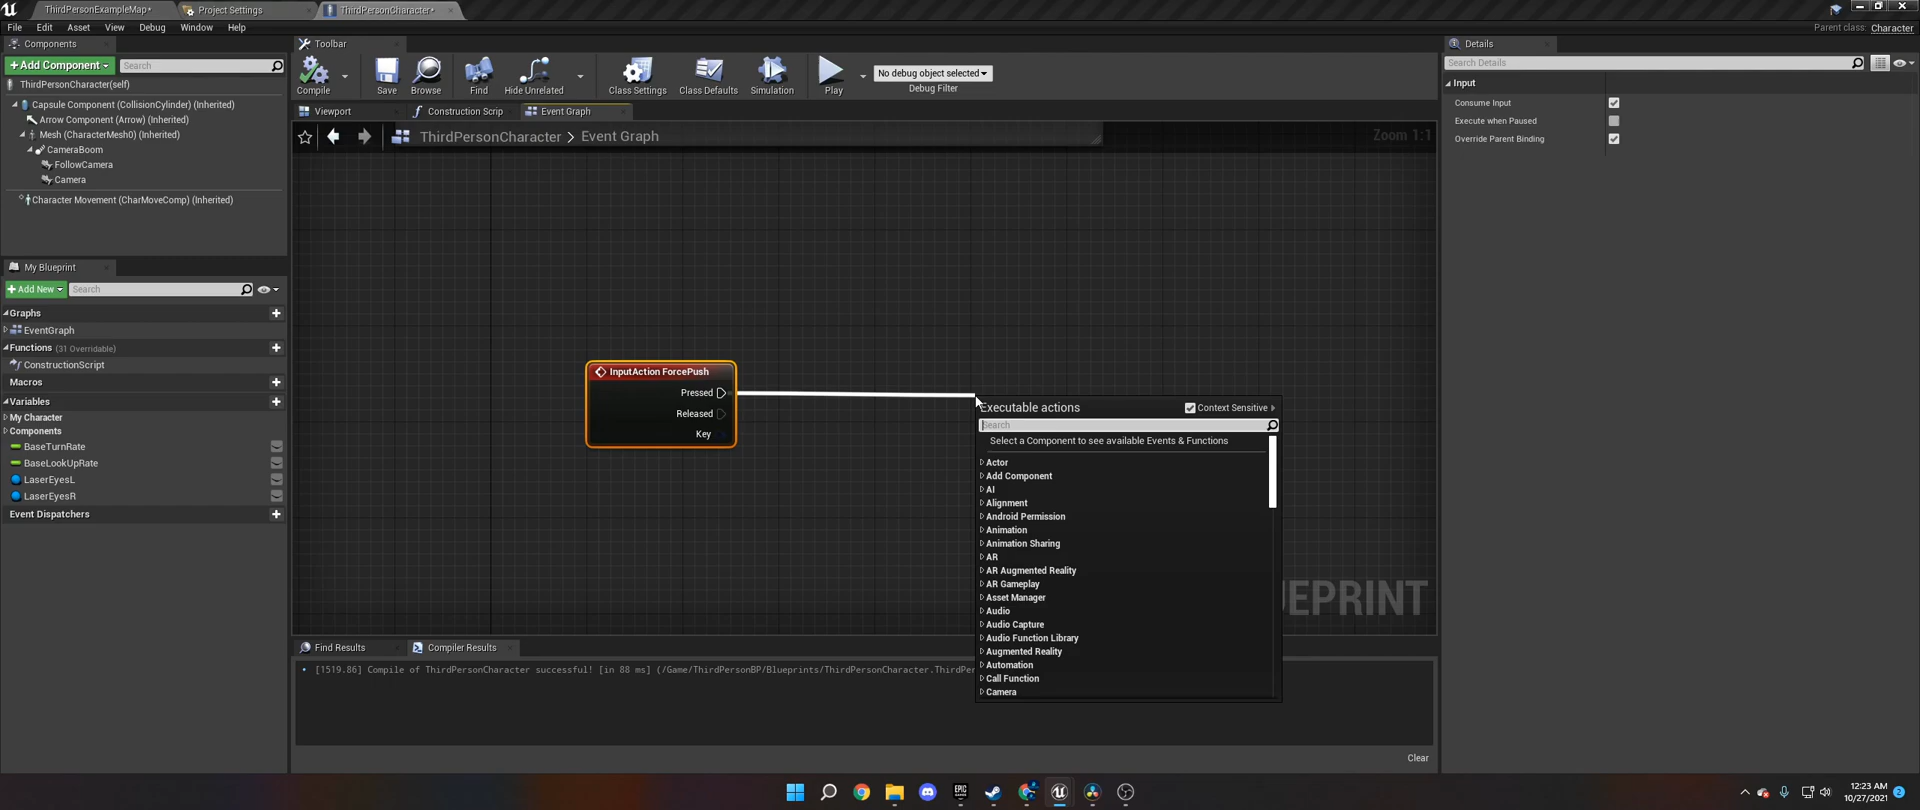 ThirdPersonExampleMap*
Project Settings
ThirdPersonCharacter*
File Edit Asset View Debug Window Help
Parent class: Character
Components
Toolbar
Details
+Add Component
Search
Search Details
ThirdPersonCharacter(self)
Capsule Component (CollisionCylinder) (Inherited)
Arrow Component (Arrow) (Inherited)
Mesh (CharacterMesh0) (Inherited)
CameraBoom
FollowCamera
Camera
Character Movement (CharMoveComp) (Inherited)
Compile
Save
Browse
Find
Hide Unrelated
Class Settings
Class Defaults
Simulation
Play
No debug object selected
Debug Filter
Input
Consume Input
Execute when Paused
Override Parent Binding
Viewport
Construction Scrip
Event Graph
ThirdPersonCharacter > Event Graph
Zoom 1:1
My Blueprint
+Add New
Search
Graphs
EventGraph
Functions (31 Overridable)
ConstructionScript
Macros
Variables
My Character
Components
BaseTurnRate
BaseLookUpRate
LaserEyesL
LaserEyesR
Event Dispatchers
InputAction ForcePush
Pressed
Released
Key
Executable actions
Context Sensitive
Search
Select a Component to see available Events & Functions
Actor
Add Component
AI
Alignment
Android Permission
Animation
Animation Sharing
AR
AR Augmented Reality
AR Gameplay
Asset Manager
Audio
Audio Capture
Audio Function Library
Augmented Reality
Automation
Call Function
Camera
UEPRINT
Find Results
Compiler Results
[1519.86] Compile of ThirdPersonCharacter successful! [in 88 ms] (/Game/ThirdPersonBP/Blueprints/ThirdPersonCharacter.ThirdPe
Clear
EPIC
12:23 AM
10/27/2021
2